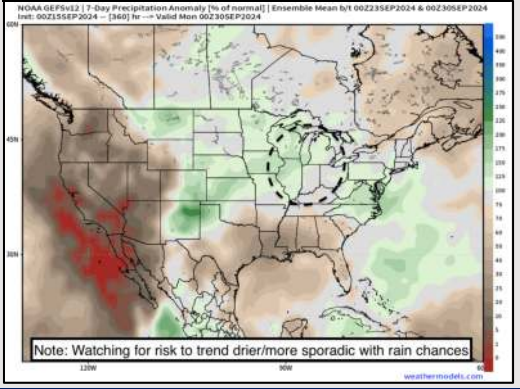 NOAA GEFSv12 | 7-Day Precipitation Anomaly [% of normal] | Ensemble Mean b/t 00Z23SEP2024 & 00Z30SEP2024
Init: 00Z15SEP2024 -- [360] hr --> Valid Mon 00Z30SEP2024
60N
45N
30N
120W
90W
60
Note: Watching for risk to trend drier/more sporadic with rain chances
weathermodels.com